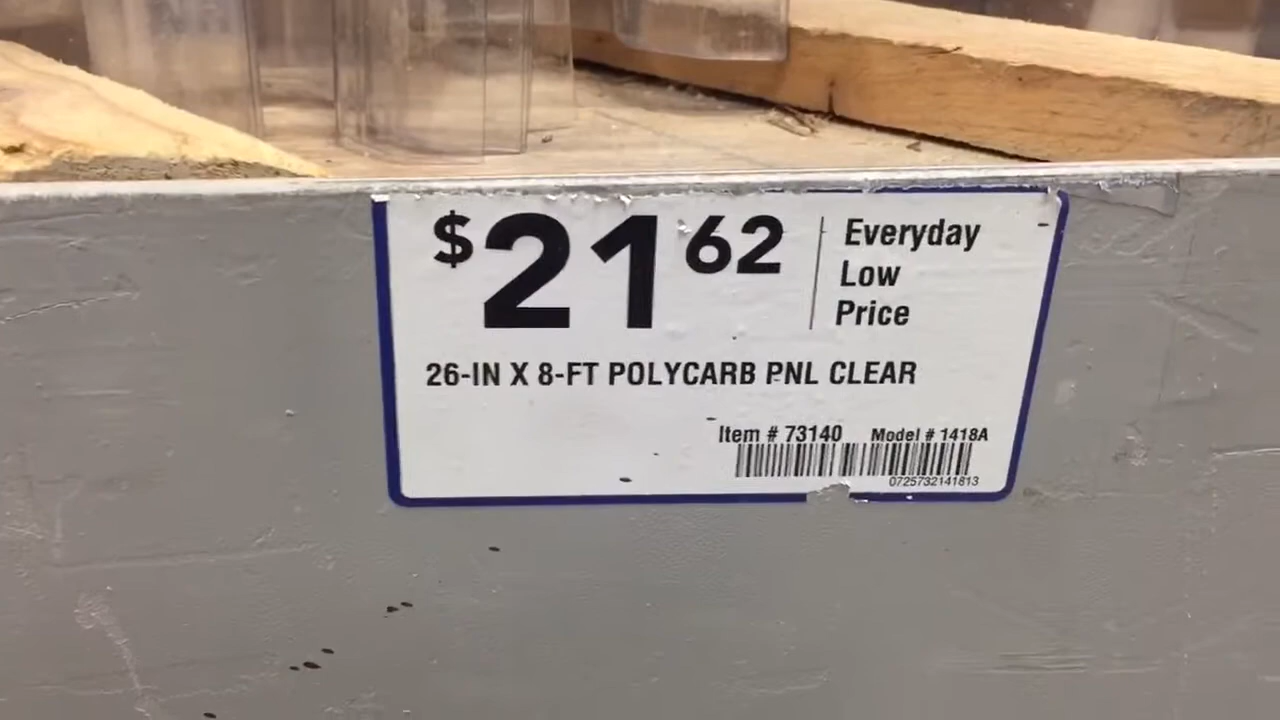 $21 62
Everyday
Low
Price
26-IN X 8-FT POLYCARB PNL CLEAR
Item # 73140 Model # 1418A
0725732141813